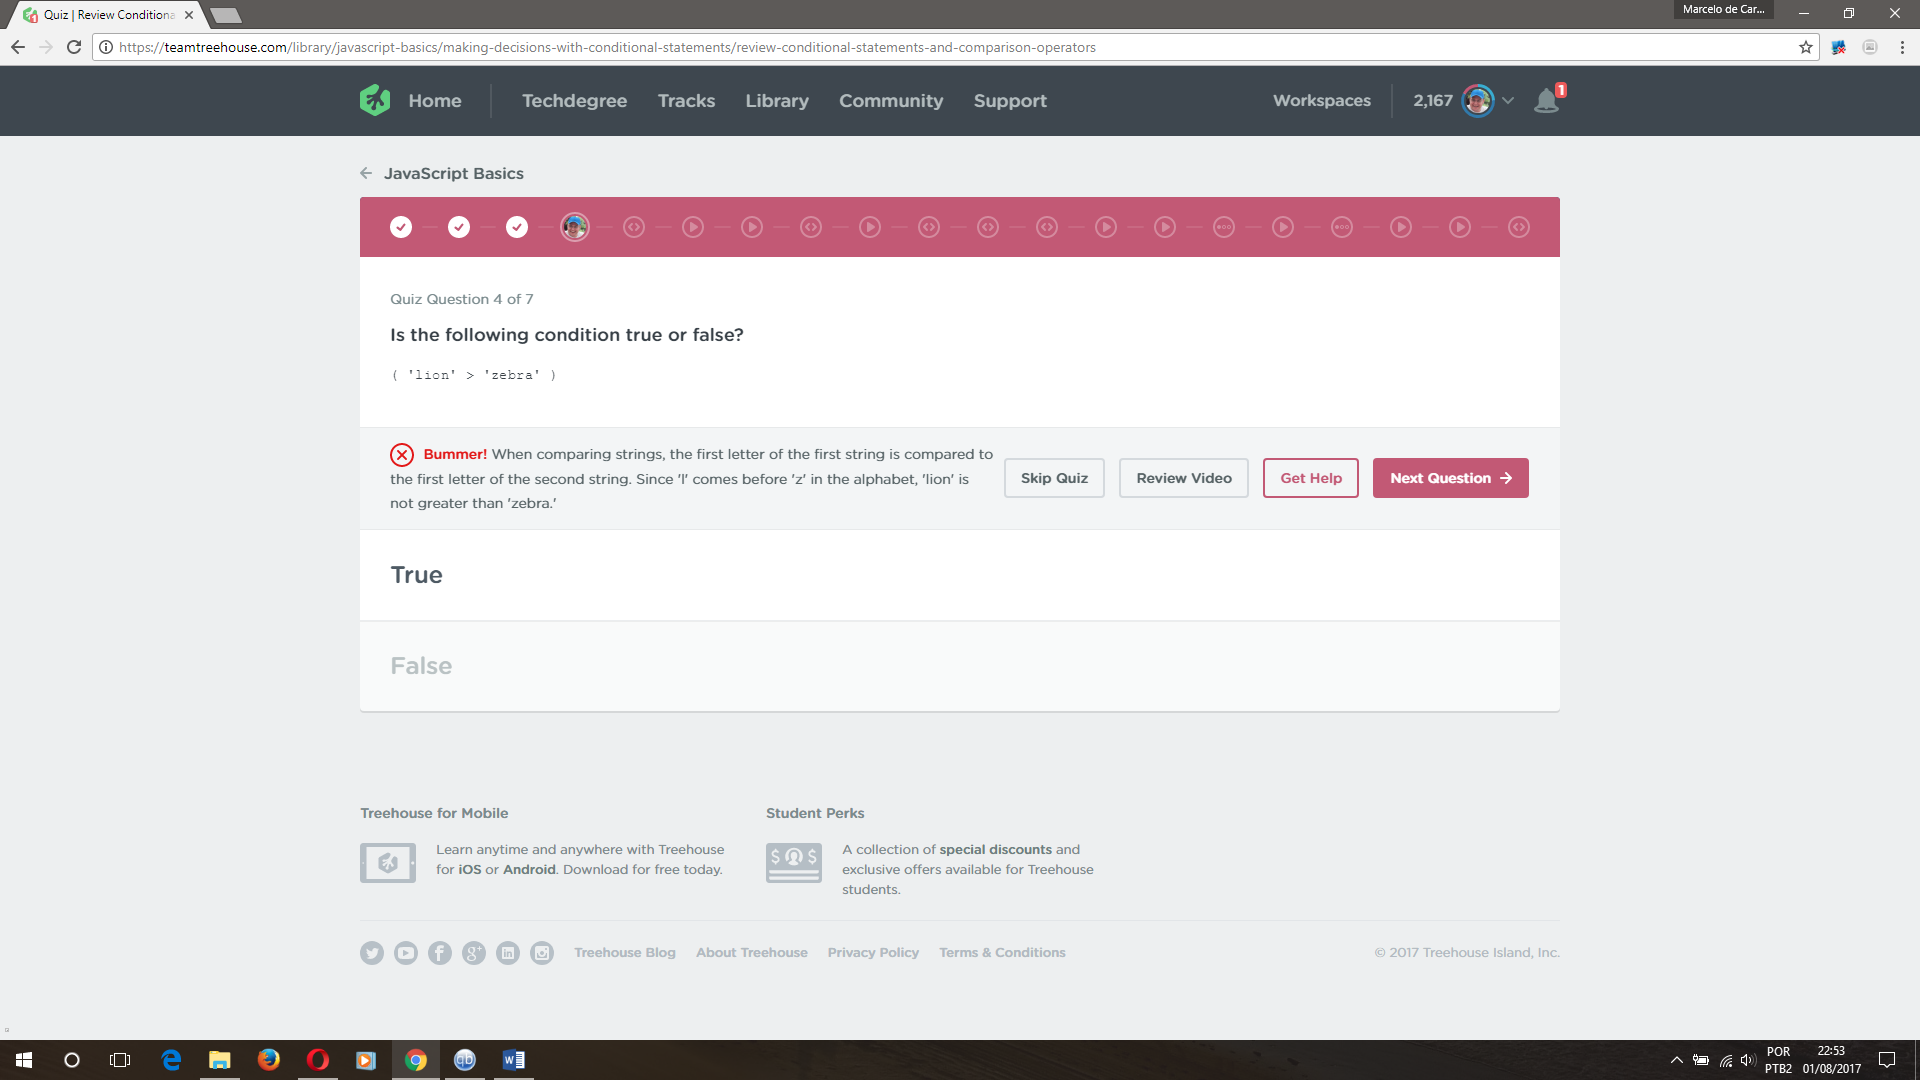 Quiz | Review Conditiona
Marcelo de Car...
https://teamtreehouse.com/library/javascript-basics/making-decisions-with-conditional-statements/review-conditional-statements-and-comparison-operators
Home Techdegree Tracks Library Community Support Workspaces 2,167 1
JavaScript Basics
Quiz Question 4 of 7
Is the following condition true or false?
( 'lion' > 'zebra' )
Bummer! When comparing strings, the first letter of the first string is compared to
the first letter of the second string. Since 'l' comes before 'z' in the alphabet, 'lion' is
not greater than 'zebra.'
Skip Quiz Review Video Get Help Next Question
True
False
Treehouse for Mobile
Learn anytime and anywhere with Treehouse
for iOS or Android. Download for free today.
Student Perks
A collection of special discounts and
exclusive offers available for Treehouse
students.
Treehouse Blog About Treehouse Privacy Policy Terms & Conditions © 2017 Treehouse Island, Inc.
POR 22:53
PTB2 01/08/2017